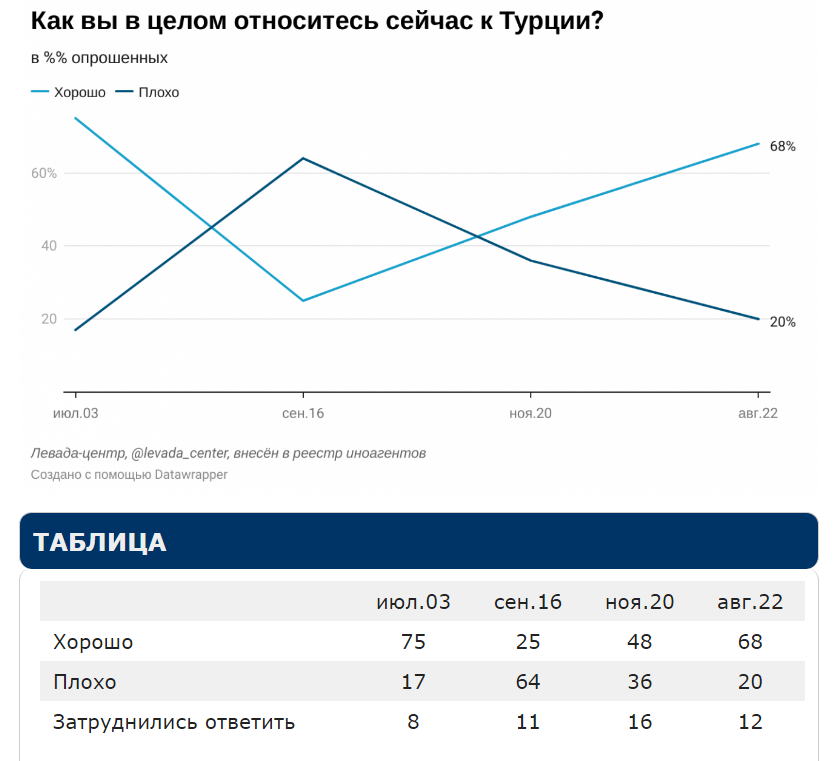 Как вы в целом относитесь сейчас к Турции?
в %% опрошенных
Хорошо Плохо
68%
60%
40
20
20%
июл.03 сен.16 ноя.20 авг.22
Левада-центр, @levada_center, внесён в реестр иноагентов
Создано с помощью Datawrapper
ТАБЛИЦА
июл.03 сен.16 ноя.20 авг.22
Хорошо 75 25 48 68
Плохо 17 64 36 20
Затруднились ответить 8 11 16 12